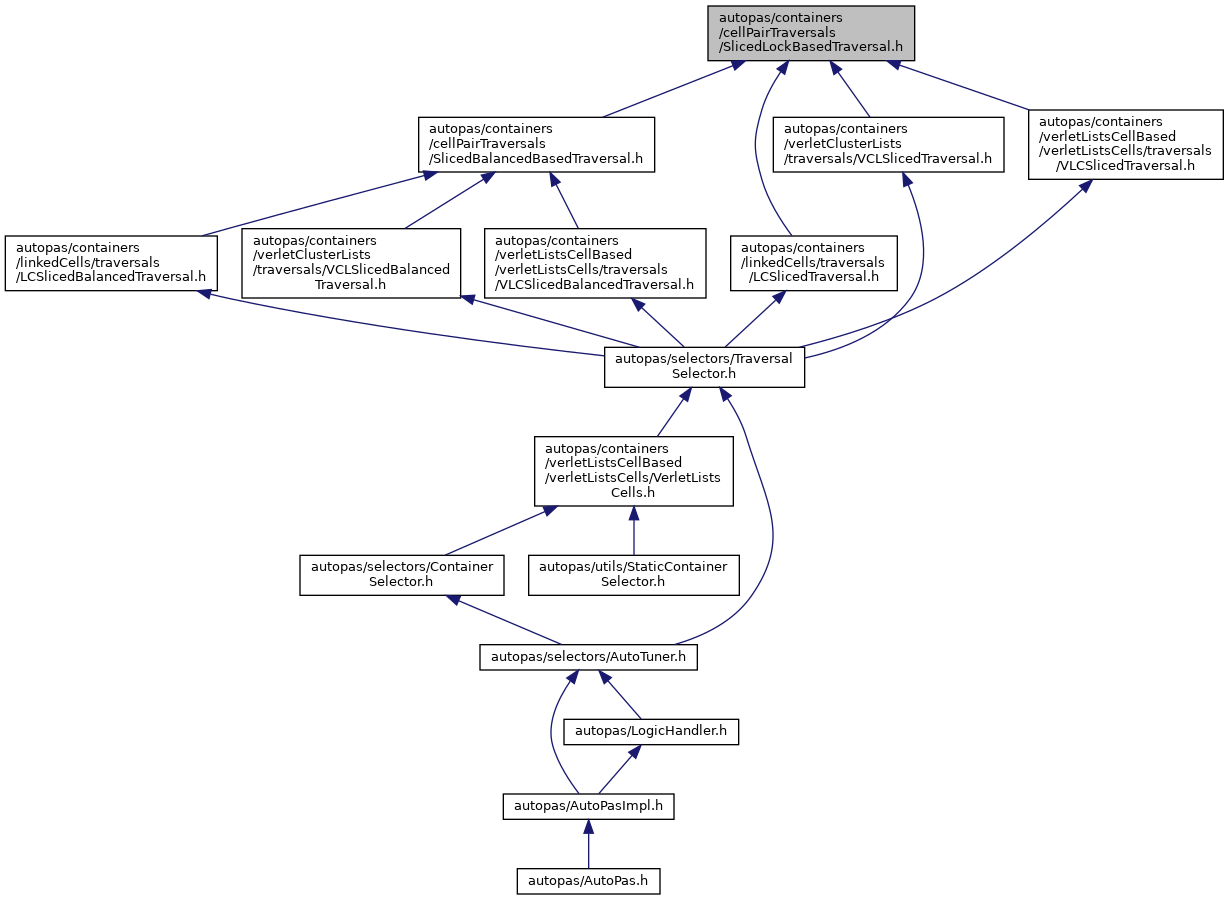 autopas/containers
/cellPairTraversals
/SlicedLockBasedTraversal.h
autopas/containers
/cellPairTraversals
/SlicedBalancedBasedTraversal.h
autopas/containers
/verletClusterLists
/traversals/VCLSlicedTraversal.h
autopas/containers
/verletListsCellBased
/verletListsCells/traversals
/VLCSlicedTraversal.h
autopas/containers
/linkedCells/traversals
/LCSlicedBalancedTraversal.h
autopas/containers
/verletClusterLists
/traversals/VCLSlicedBalanced
Traversal.h
autopas/containers
/verletListsCellBased
/verletListsCells/traversals
/VLCSlicedBalancedTraversal.h
autopas/containers
/linkedCells/traversals
/LCSlicedTraversal.h
autopas/selectors/Traversal
Selector.h
autopas/containers
/verletListsCellBased
/verletListsCells/VerletLists
Cells.h
autopas/selectors/Container
Selector.h
autopas/utils/StaticContainer
Selector.h
autopas/selectors/AutoTuner.h
autopas/LogicHandler.h
autopas/AutoPasImpl.h
autopas/AutoPas.h